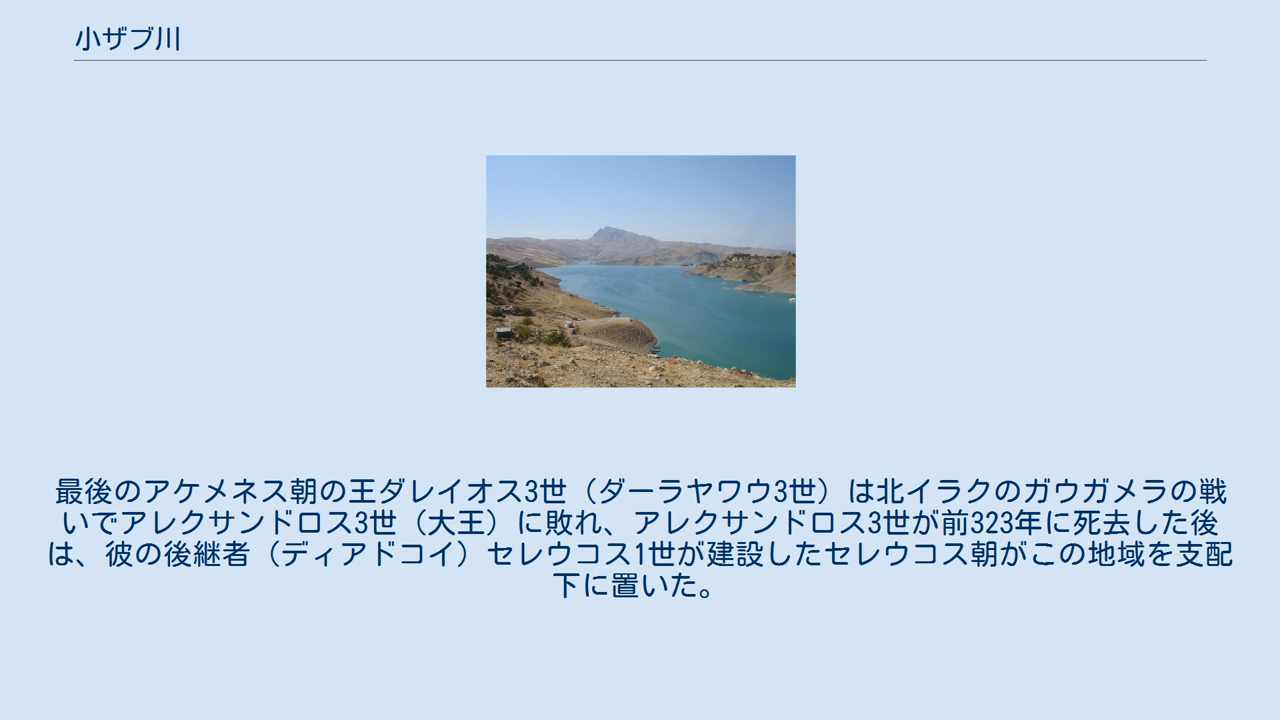 小ザブ川
最後のアケメネス朝の王ダレイオス3世（ダーラヤワウ3世）は北イラクのガウガメラの戦
いでアレクサンドロス3世（大王）に敗れ、アレクサンドロス3世が前323年に死去した後
は、彼の後継者（ディアドコイ）セレウコス1世が建設したセレウコス朝がこの地域を支配
下に置いた。